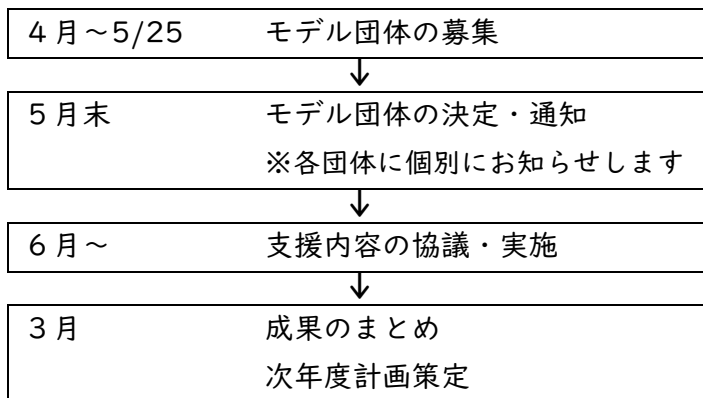 4月～5/25 モデル団体の募集
↓
5月末 モデル団体の決定・通知
※各団体に個別にお知らせします
↓
6月～ 支援内容の協議・実施
↓
3月 成果のまとめ
次年度計画策定